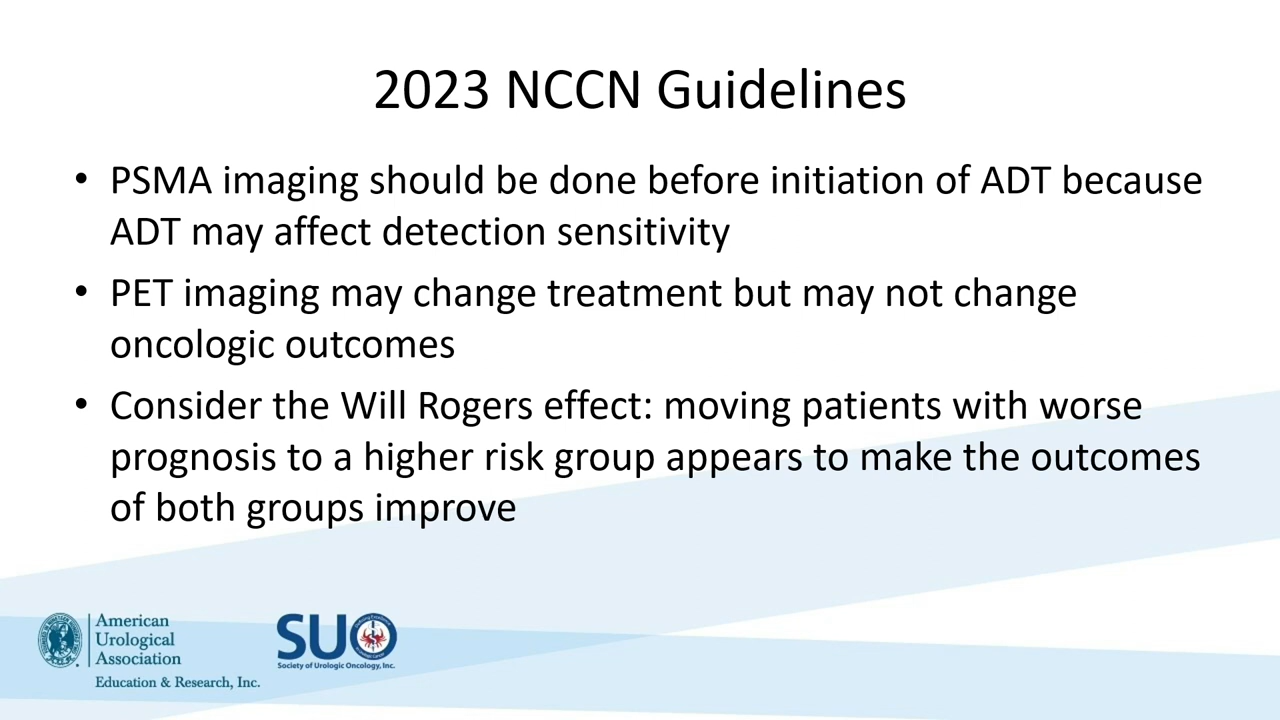 2023 NCCN Guidelines
• PSMA imaging should be done before initiation of ADT because
ADT may affect detection sensitivity
• PET imaging may change treatment but may not change
oncologic outcomes
• Consider the Will Rogers effect: moving patients with worse
prognosis to a higher risk group appears to make the outcomes
of both groups improve
American
Urological
Association
Education & Research, Inc.
SUO
Society of Urologic Oncology, Inc.